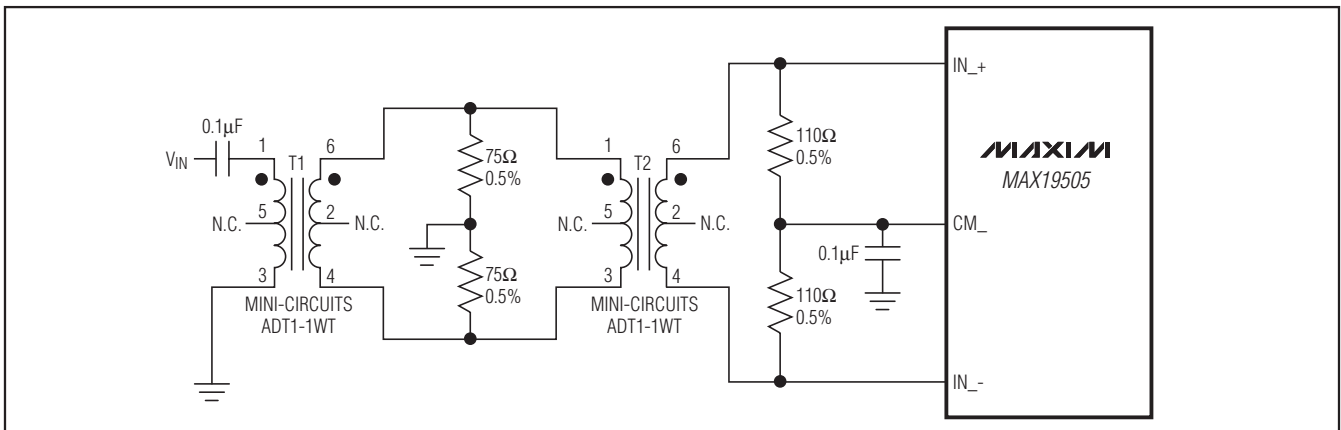 0.1µF
VIN
1
T1
6
5
2
N.C.
N.C.
3
4
MINI-CIRCUITS
ADT1-1WT
75Ω
0.5%
75Ω
0.5%
1
T2
6
5
2
N.C.
N.C.
3
4
MINI-CIRCUITS
ADT1-1WT
110Ω
0.5%
0.1µF
110Ω
0.5%
IN_+
MAXIM
MAX19505
CM_
IN_-